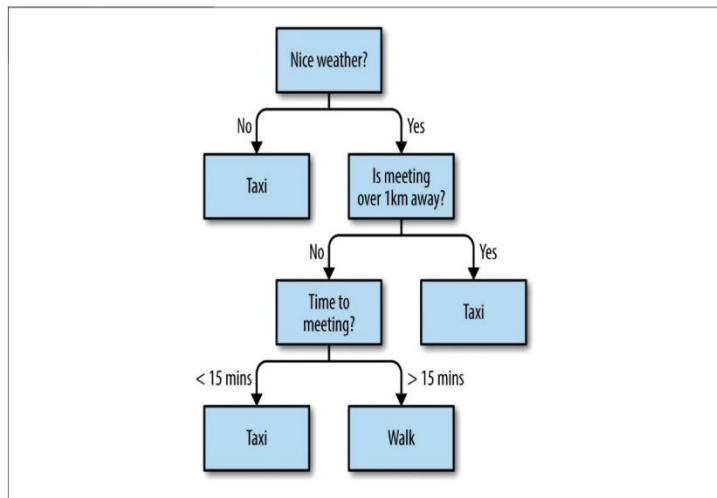 Nice weather?
No
Yes
Taxi
Is meeting
over 1km away?
No
Yes
Time to
meeting?
Taxi
< 15 mins
> 15 mins
Taxi
Walk